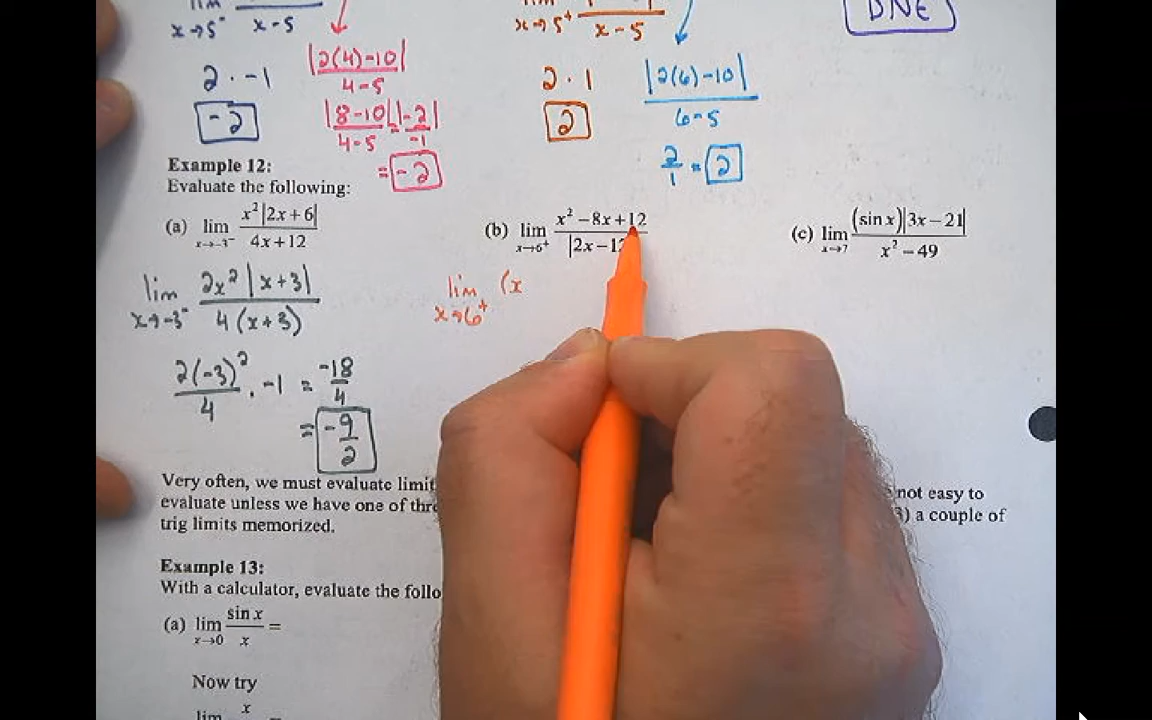 x→5⁻ x-5
x→5⁺ x-5
DNE
2 · -1
|2(4)-10|
4-5
2 · 1
|2(6)-10|
6-5
-2
|8-10| = |-2|
4-5 -1
= -2
2
2/1 = 2
Example 12:
Evaluate the following:
(a) lim x→-3⁻ x²|2x+6| / 4x+12
(b) lim x→6⁺ x²-8x+12 / |2x-12
(c) lim x→7 (sin x)|3x-21| / x²-49
lim x→-3⁻ 2x²|x+3| / 4(x+3)
lim x→6⁺ (x
2(-3)² / 4 · -1 = -18/4
= -9/2
Very often, we must evaluate limit
not easy to
evaluate unless we have one of thr
3) a couple of
trig limits memorized.
Example 13:
With a calculator, evaluate the follo
(a) lim x→0 sin x / x =
Now try
lim x =